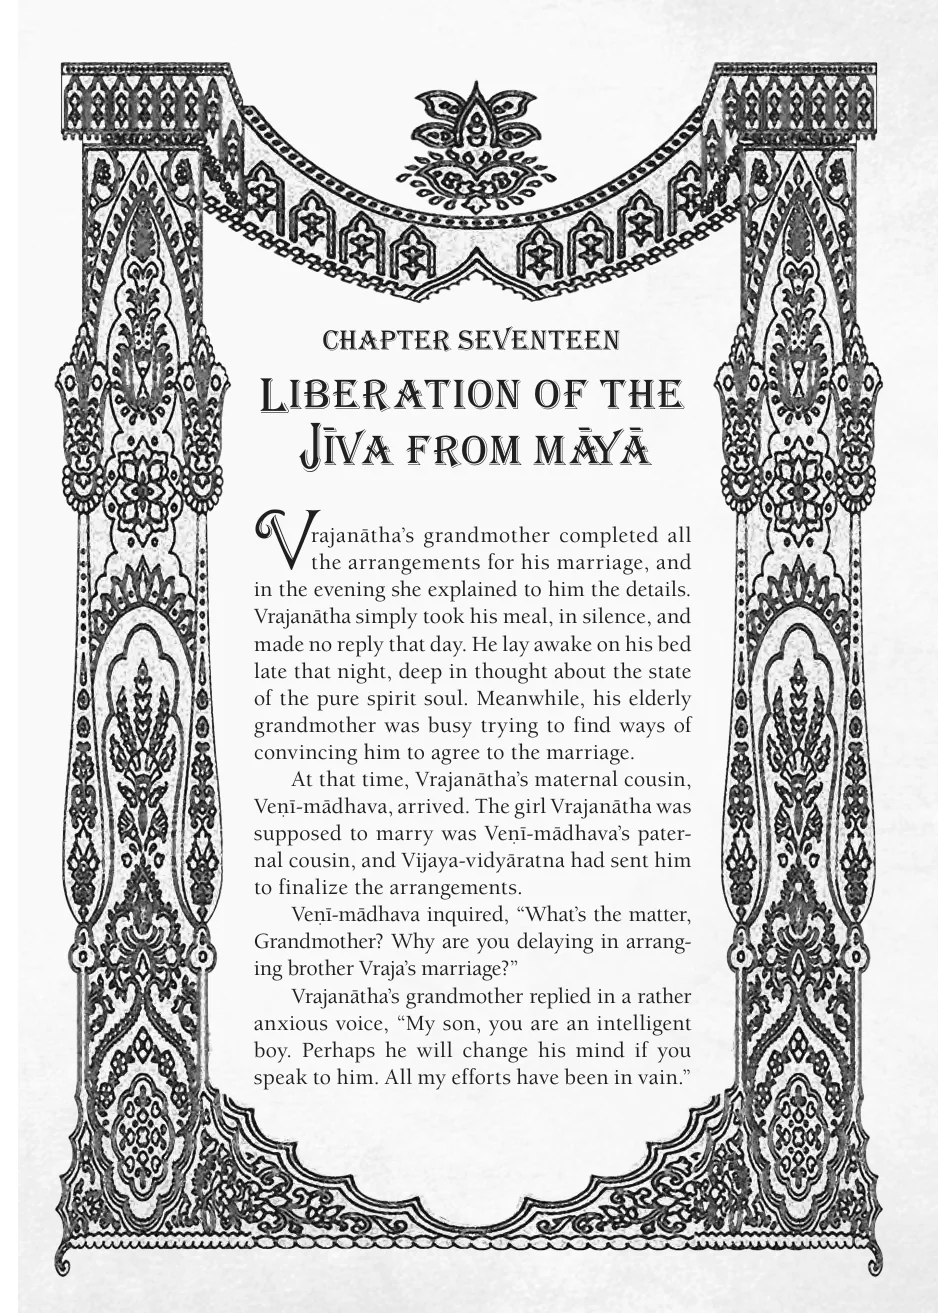 CHAPTER SEVENTEEN
LIBERATION OF THE
JĪVA FROM MĀYĀ
Vrajanātha’s grandmother completed all
the arrangements for his marriage, and
in the evening she explained to him the details.
Vrajanātha simply took his meal, in silence, and
made no reply that day. He lay awake on his bed
late that night, deep in thought about the state
of the pure spirit soul. Meanwhile, his elderly
grandmother was busy trying to find ways of
convincing him to agree to the marriage.
At that time, Vrajanātha’s maternal cousin,
Veṇī-mādhava, arrived. The girl Vrajanātha was
supposed to marry was Veṇī-mādhava’s pater-
nal cousin, and Vijaya-vidyāratna had sent him
to finalize the arrangements.
Veṇī-mādhava inquired, “What’s the matter,
Grandmother? Why are you delaying in arrang-
ing brother Vraja’s marriage?”
Vrajanātha’s grandmother replied in a rather
anxious voice, “My son, you are an intelligent
boy. Perhaps he will change his mind if you
speak to him. All my efforts have been in vain.”